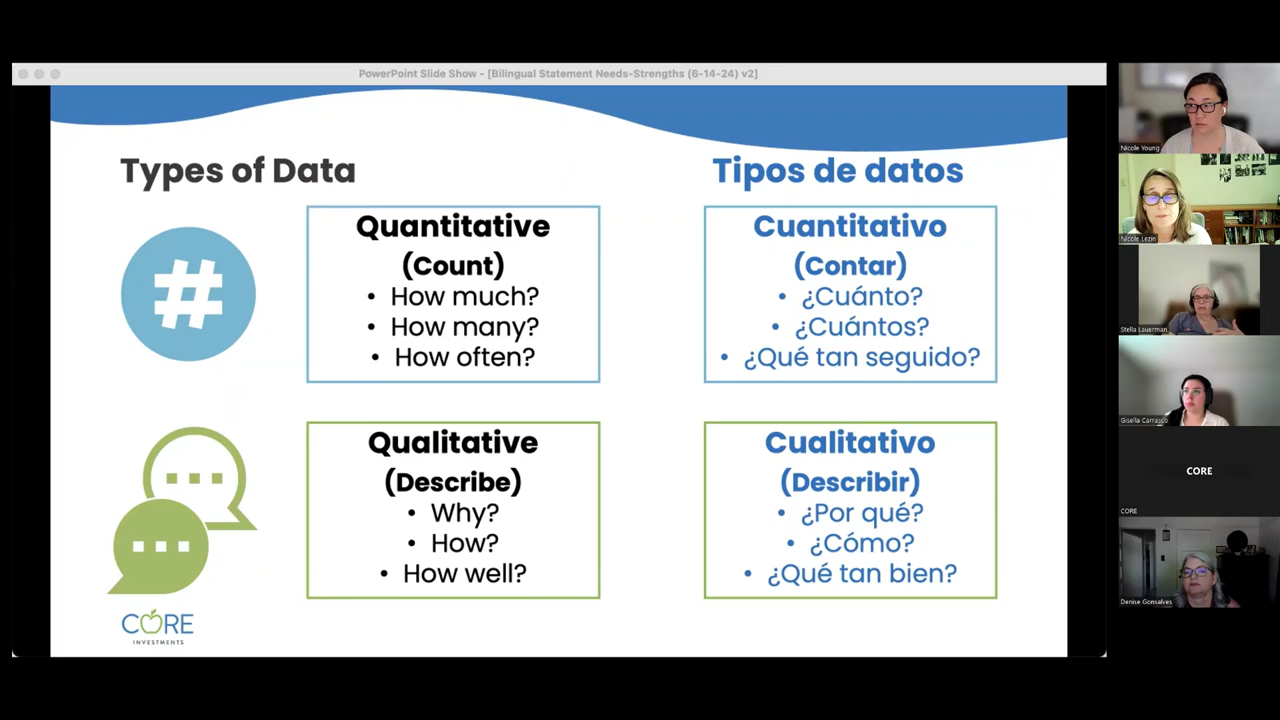 PowerPoint Slide Show - [Bilingual Statement Needs-Strengths (6-14-24) v2]
Types of Data
Tipos de datos
#
Quantitative
(Count)
• How much?
• How many?
• How often?
Cuantitativo
(Contar)
• ¿Cuánto?
• ¿Cuántos?
• ¿Qué tan seguido?
Qualitative
(Describe)
• Why?
• How?
• How well?
Cualitativo
(Describir)
• ¿Por qué?
• ¿Cómo?
• ¿Qué tan bien?
CORE
INVESTMENTS
Nicole Young
Nicole Lezin
Stella Lauerman
Gisella Carrasco
CORE
CORE
Denise Gonsalves